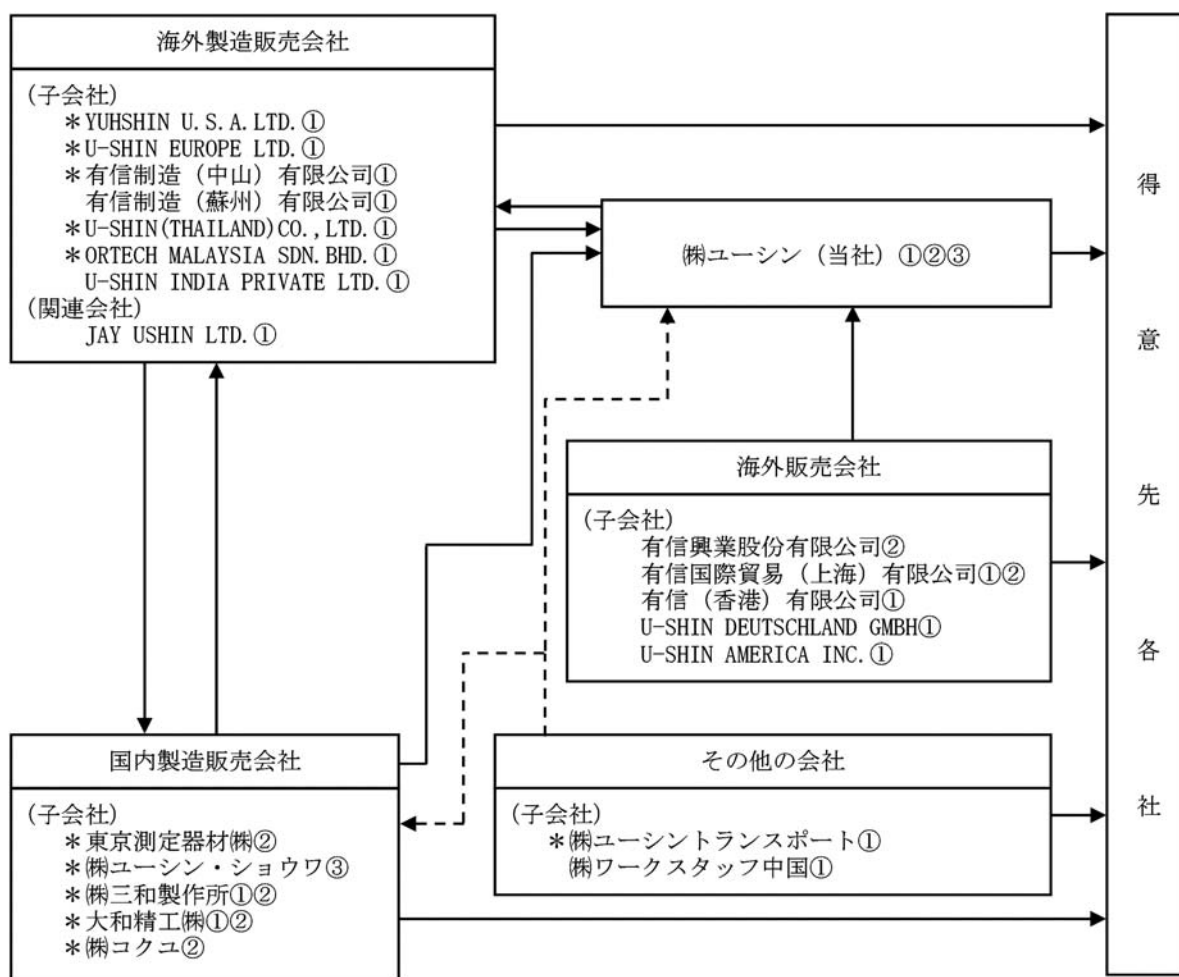 海外製造販売会社
(子会社)
＊YUHSHIN U.S.A.LTD.①
＊U-SHIN EUROPE LTD.①
＊有信制造（中山）有限公司①
有信制造（蘇州）有限公司①
＊U-SHIN(THAILAND)CO.,LTD.①
＊ORTECH MALAYSIA SDN.BHD.①
U-SHIN INDIA PRIVATE LTD.①
(関連会社)
JAY USHIN LTD.①
㈱ユーシン（当社）①②③
海外販売会社
(子会社)
有信興業股份有限公司②
有信国際貿易（上海）有限公司①②
有信（香港）有限公司①
U-SHIN DEUTSCHLAND GMBH①
U-SHIN AMERICA INC.①
国内製造販売会社
(子会社)
＊東京測定器材㈱②
＊㈱ユーシン・ショウワ③
＊㈱三和製作所①②
＊大和精工㈱①②
＊㈱コクユ②
その他の会社
(子会社)
＊㈱ユーシントランスポート①
㈱ワークスタッフ中国①
得意先各社